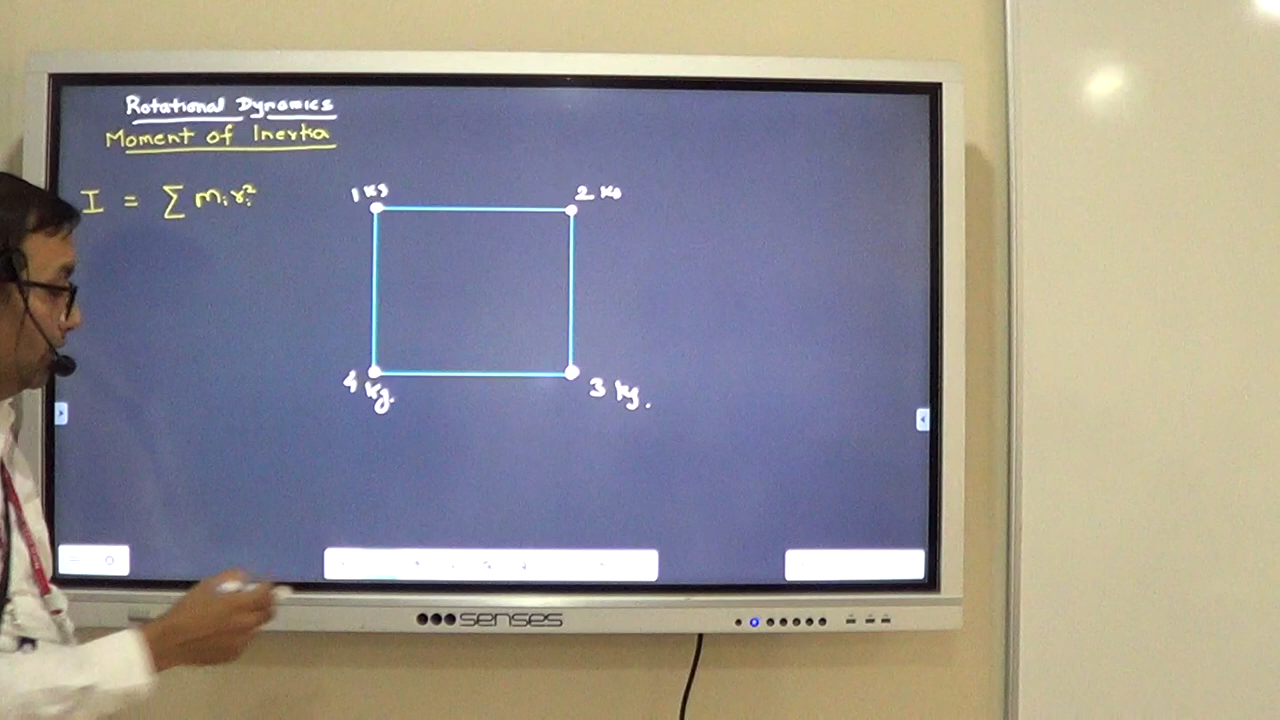 Rotational Dynamics
Moment of Inertia
I = ∑ mᵢrᵢ²
1 Kg
2 Kg
4 Kg.
3 Kg.
senses